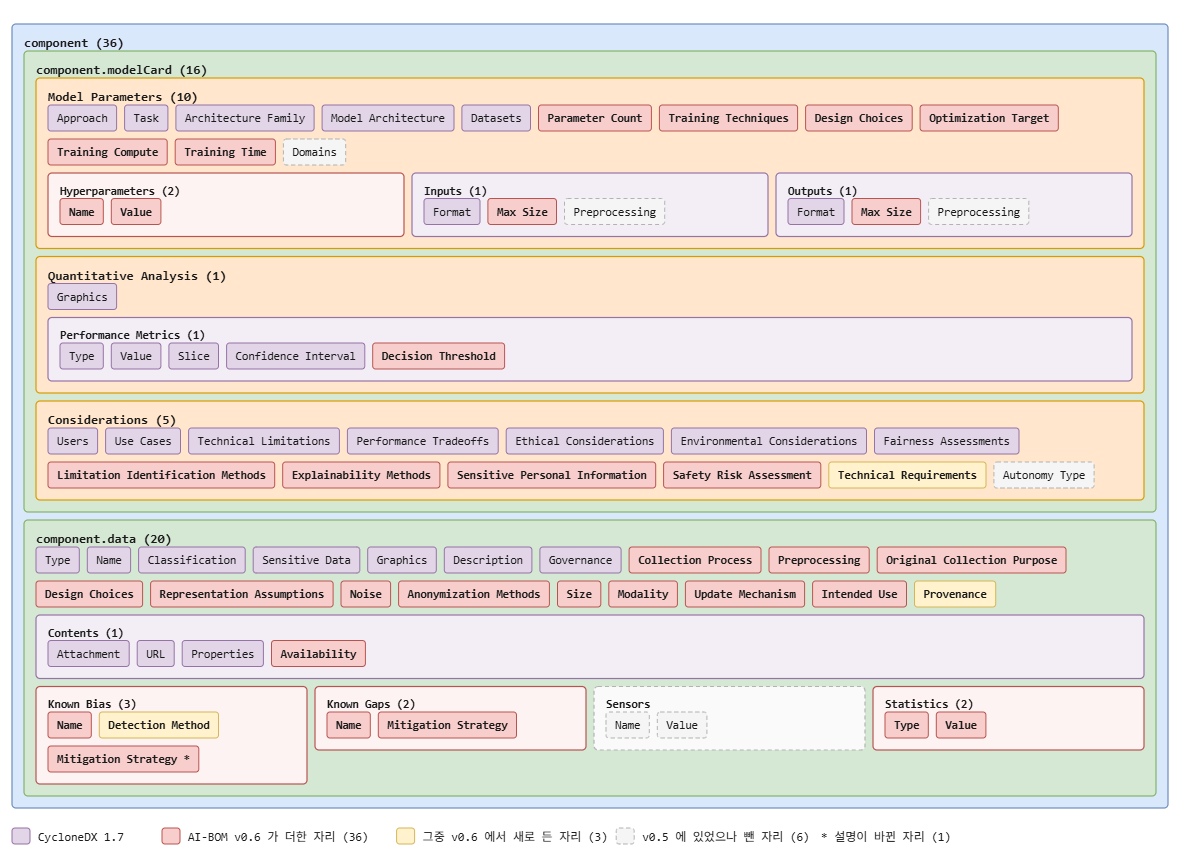 component (36)
component.modelCard (16)
Model Parameters (10)
Approach Task Architecture Family Model Architecture Datasets Parameter Count Training Techniques Design Choices Optimization Target
Training Compute Training Time Domains
Hyperparameters (2) Inputs (1) Outputs (1)
Name Value Format Max Size Preprocessing Format Max Size Preprocessing
Quantitative Analysis (1)
Graphics
Performance Metrics (1)
Type Value Slice Confidence Interval Decision Threshold
Considerations (5)
Users Use Cases Technical Limitations Performance Tradeoffs Ethical Considerations Environmental Considerations Fairness Assessments
Limitation Identification Methods Explainability Methods Sensitive Personal Information Safety Risk Assessment Technical Requirements Autonomy Type
component.data (20)
Type Name Classification Sensitive Data Graphics Description Governance Collection Process Preprocessing Original Collection Purpose
Design Choices Representation Assumptions Noise Anonymization Methods Size Modality Update Mechanism Intended Use Provenance
Contents (1)
Attachment URL Properties Availability
Known Bias (3) Known Gaps (2) Sensors Statistics (2)
Name Detection Method Name Mitigation Strategy Name Value Type Value
Mitigation Strategy *
CycloneDX 1.7 AI-BOM v0.6 가 더한 자리 (36) 그중 v0.6 에서 새로 든 자리 (3) v0.5 에 있었으나 뺀 자리 (6) * 설명이 바뀐 자리 (1)